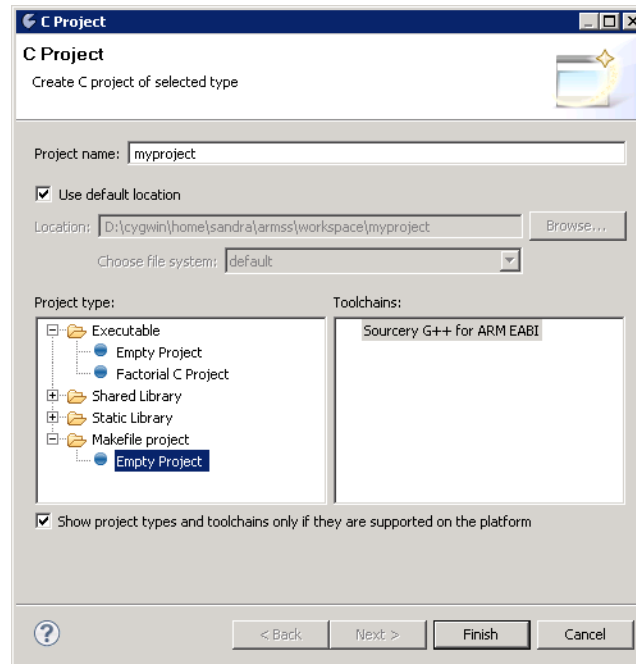 C Project
C Project
Create C project of selected type
Project name: myproject
Use default location
Location: D:\cygwin\home\sandra\armss\workspace\myproject Browse...
Choose file system: default
Project type: Toolchains:
Executable Sourcery G++ for ARM EABI
Empty Project
Factorial C Project
Shared Library
Static Library
Makefile project
Empty Project
Show project types and toolchains only if they are supported on the platform
? < Back Next > Finish Cancel